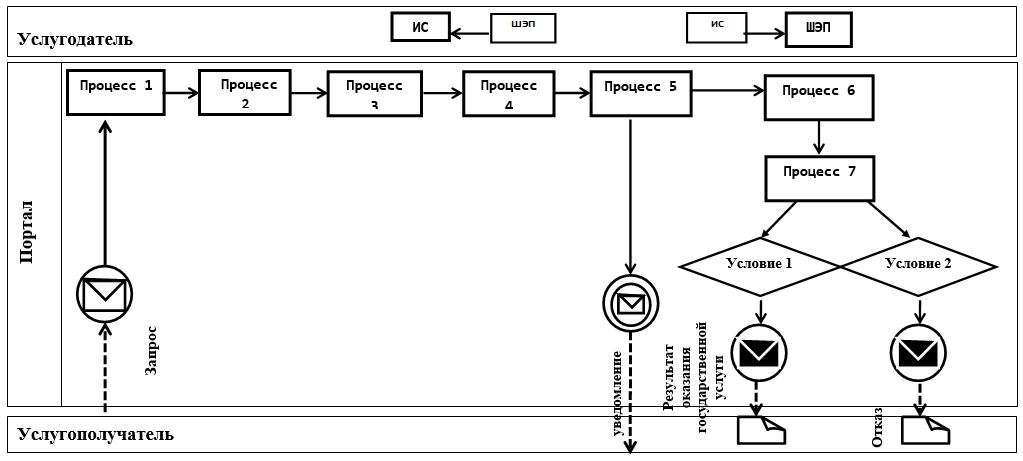 Услугодатель
ИС
ШЭП
ИС
ШЭП
Портал
Процесс 1
Процесс
2
Процесс
3
Процесс
4
Процесс 5
Процесс 6
Процесс 7
Условие 1
Условие 2
Запрос
уведомление
Результат
оказания
государственной
услуги
Отказ
Услугополучатель